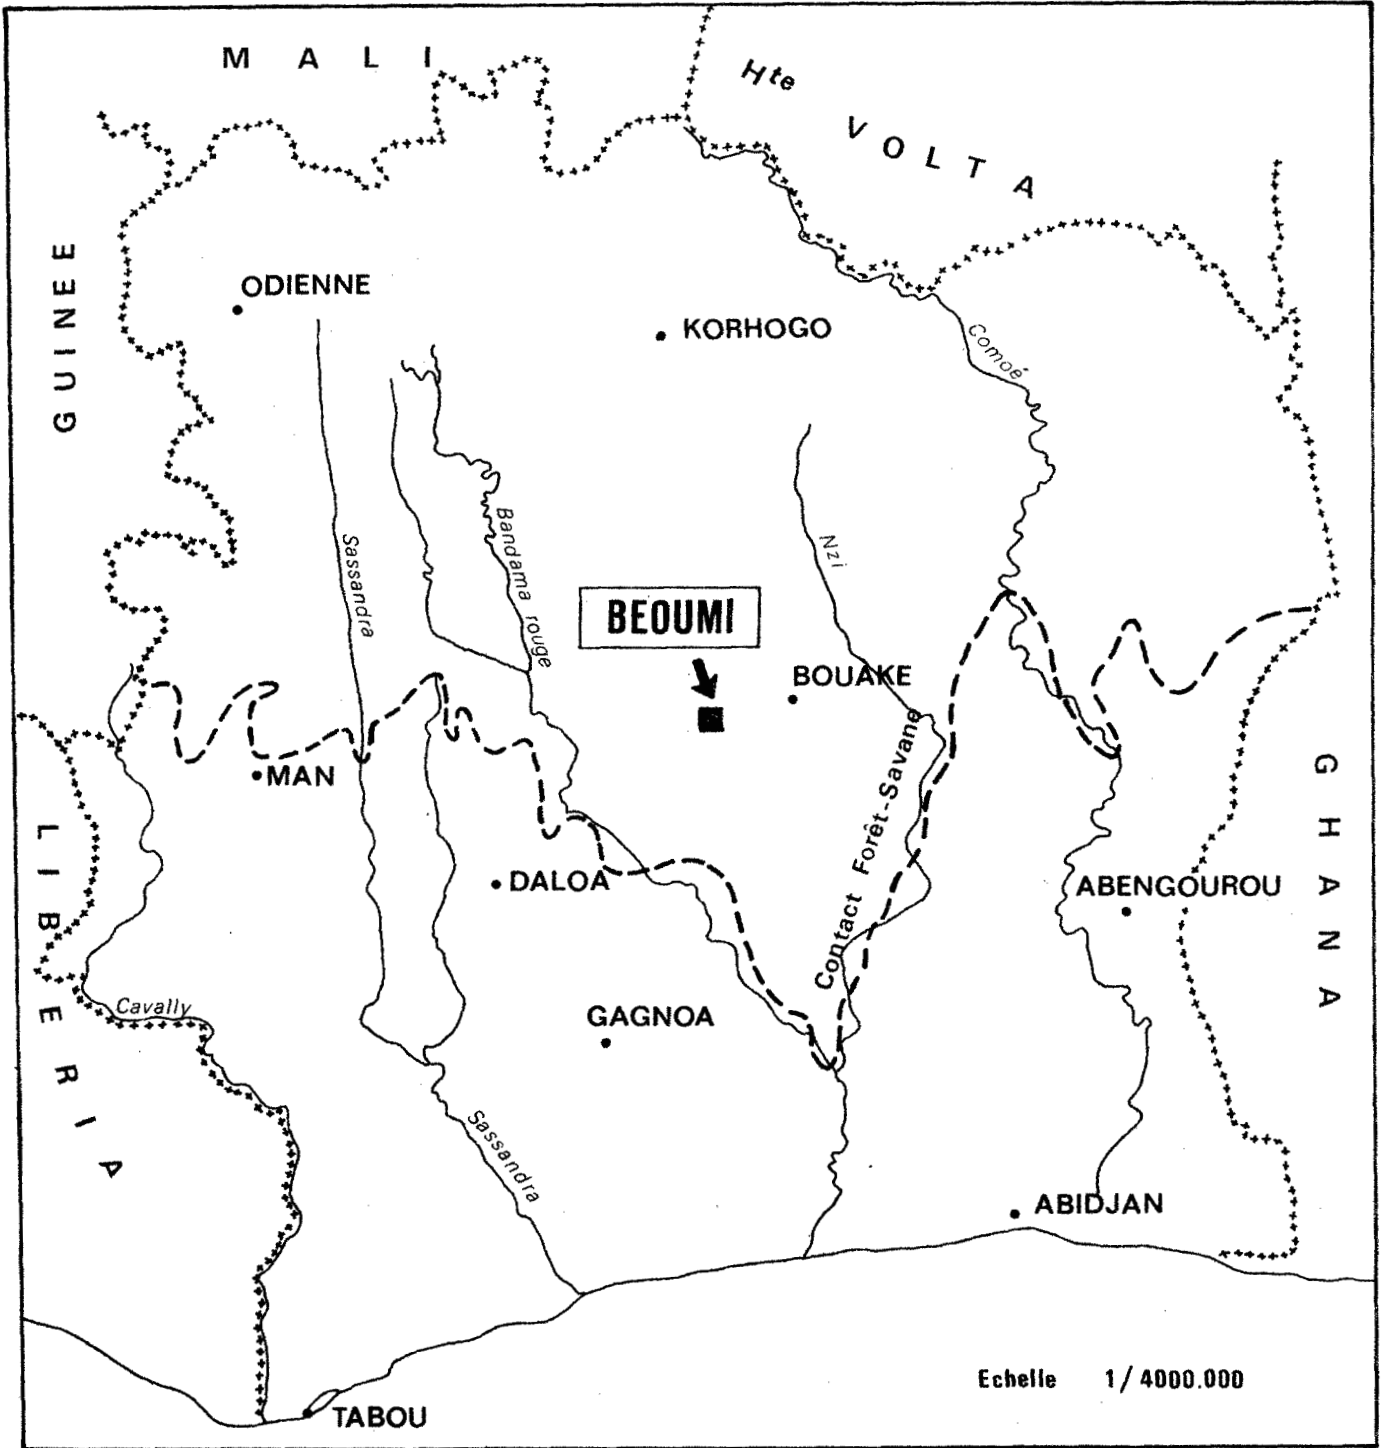 MALI
Hte VOLTA
GUINEE
ODIENNE
KORHOGO
Comoé
Sassandra
Bandama rouge
Nzi
BEOUMI
BOUAKE
Contact Forêt-Savane
MAN
GHANA
LIBERIA
DALOA
ABENGOUROU
Cavally
GAGNOA
Sassandra
ABIDJAN
Echelle 1/4000.000
TABOU